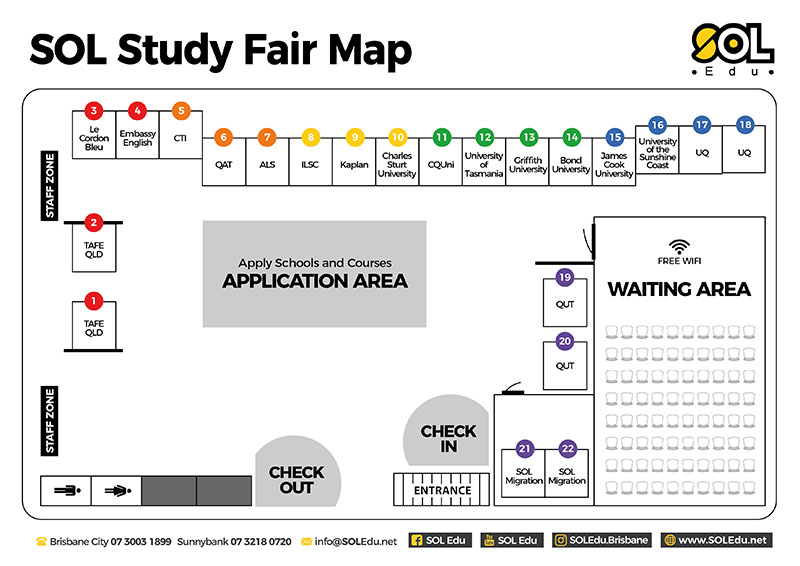 SOL Study Fair Map
SOL
Edu
3
Le
Cordon
Bleu
4
Embassy
English
5
CTI
6
QAT
7
ALS
8
ILSC
9
Kaplan
10
Charles
Sturt
University
11
CQUni
12
University
of
Tasmania
13
Griffith
University
14
Bond
University
15
James
Cook
University
16
University
of the
Sunshine
Coast
17
UQ
18
UQ
STAFF ZONE
2
TAFE
QLD
1
TAFE
QLD
STAFF ZONE
Apply Schools and Courses
APPLICATION AREA
19
QUT
20
QUT
FREE WIFI
WAITING AREA
CHECK
OUT
CHECK
IN
ENTRANCE
21
SOL
Migration
22
SOL
Migration
Brisbane City 07 3003 1899 Sunnybank 07 3218 0720 info@SOLEdu.net SOL Edu You Tube SOL Edu SOLEdu.Brisbane www.SOLEdu.net